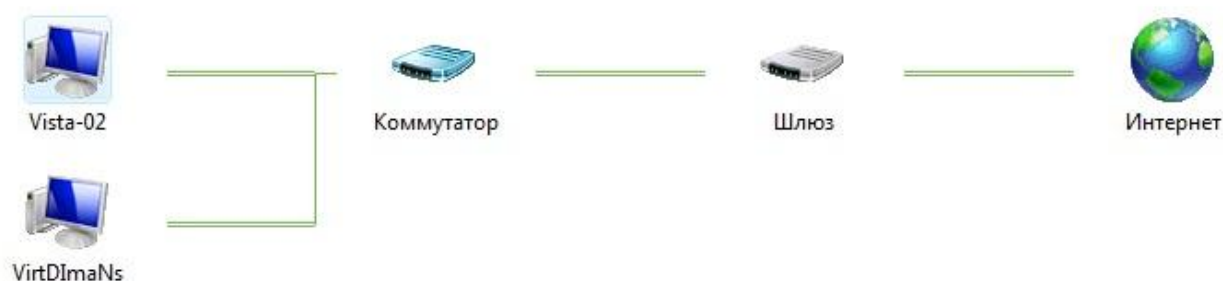 Vista-02
Коммутатор
Шлюз
Интернет
VirtDImaNs